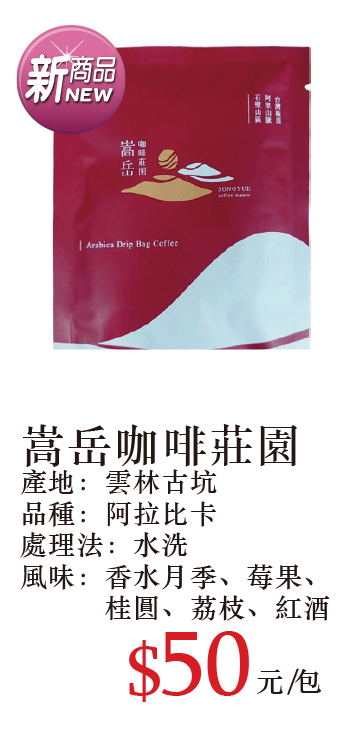 新商品
NEW
台灣雲林
阿里山脈
石壁山區
咖啡莊園
嵩岳
SONGYUE
coffee manor
Arabica Drip Bag Coffee
嵩岳咖啡莊園
產地：雲林古坑
品種：阿拉比卡
處理法：水洗
風味：香水月季、莓果、
桂圓、荔枝、紅酒
$50元/包